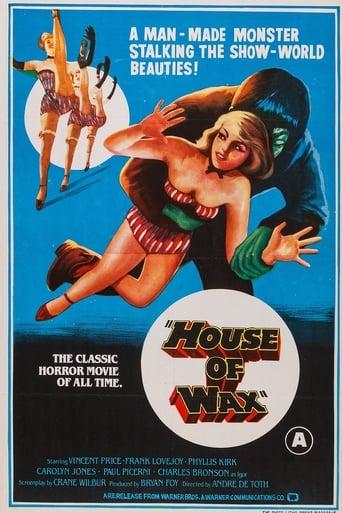 A MAN-MADE MONSTER
STALKING THE SHOW-WORLD
BEAUTIES!
"HOUSE
OF
WAX"
THE CLASSIC
HORROR MOVIE
OF ALL TIME.
A
Starring VINCENT PRICE · FRANK LOVEJOY · PHYLLIS KIRK
CAROLYN JONES · PAUL PICERNI · CHARLES BRONSON as Igor
Screenplay by CRANE WILBUR Produced by BRYAN FOY Directed by ANDRE DE TOTH
A RE RELEASE FROM WARNER BROS. A WARNER COMMUNICATIONS CO.